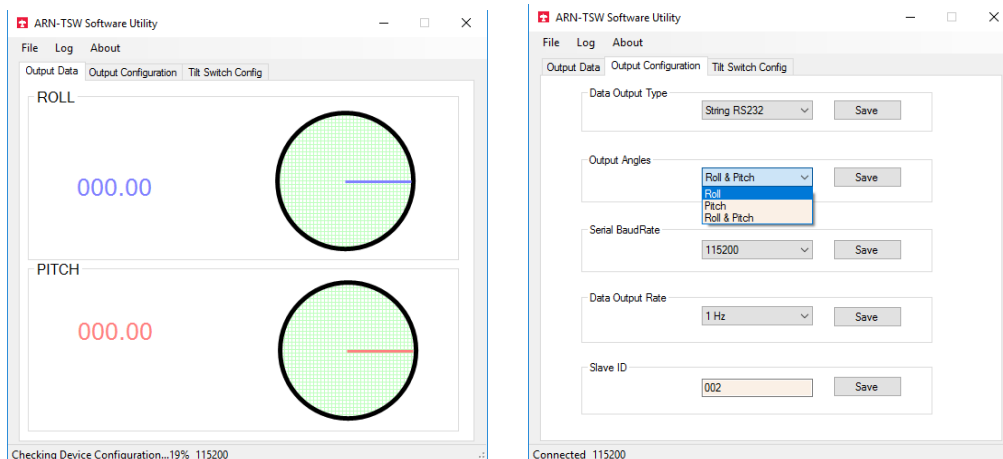 ARN-TSW Software Utility
File Log About
Output Data Output Configuration Tilt Switch Config
ROLL
000.00
PITCH
000.00
Checking Device Configuration...19% 115200
ARN-TSW Software Utility
File Log About
Output Data Output Configuration Tilt Switch Config
Data Output Type
String RS232 Save
Output Angles
Roll & Pitch Save
Roll
Pitch
Roll & Pitch
Serial BaudRate
115200 Save
Data Output Rate
1 Hz Save
Slave ID
002 Save
Connected 115200